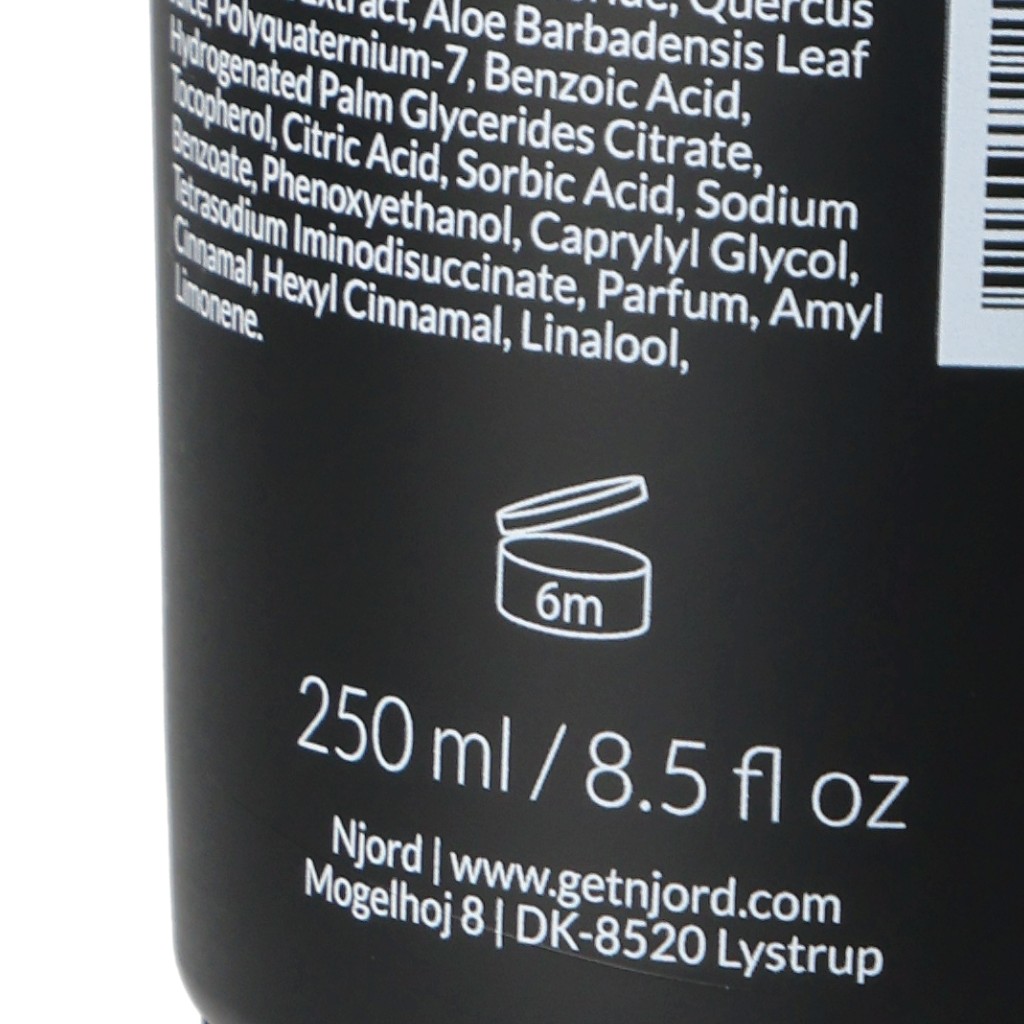 Extract, Aloe Barbadensis Leaf Quercus
Polyquaternium-7, Benzoic Acid,
Hydrogenated Palm Glycerides Citrate,
Tocopherol, Citric Acid, Sorbic Acid, Sodium
Benzoate, Phenoxyethanol, Caprylyl Glycol,
Tetrasodium Iminodisuccinate, Parfum, Amyl
Cinnamal, Hexyl Cinnamal, Linalool,
Limonene.
6m
250 ml / 8.5 fl oz
Njord | www.getnjord.com
Mogelhoj 8 | DK-8520 Lystrup